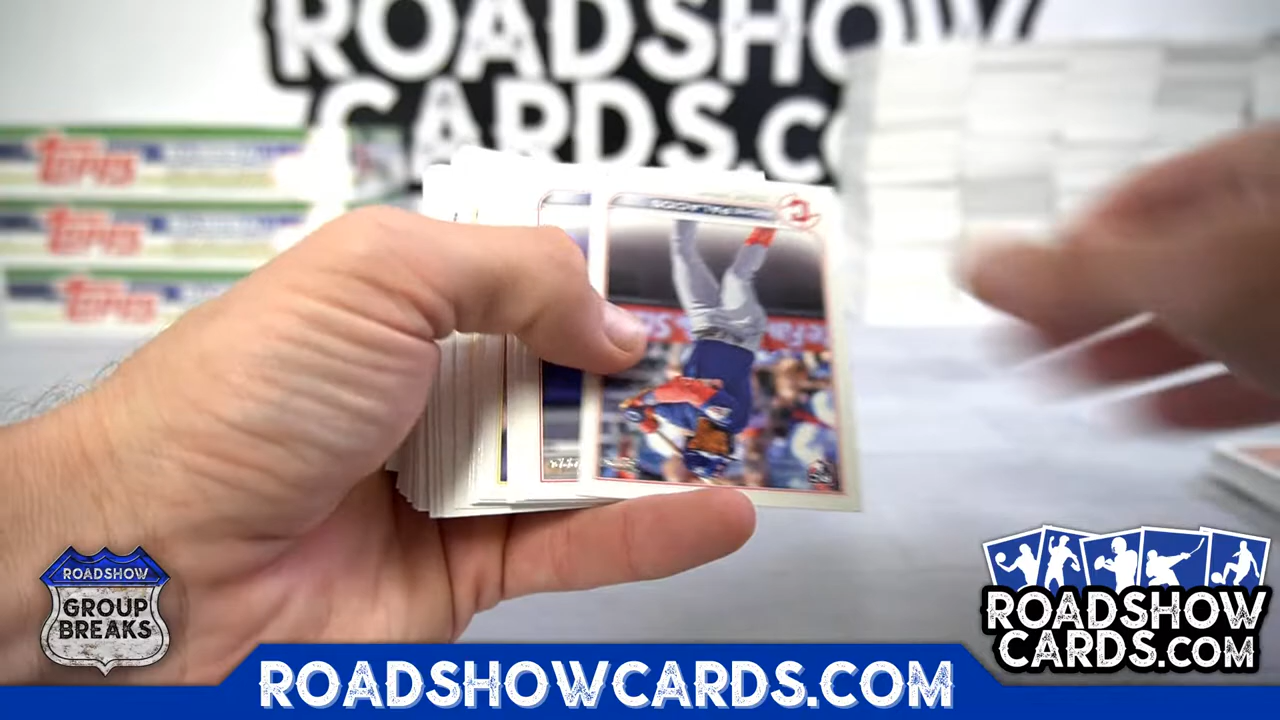 ROADSHOW
CARDS.co
TOPPS
TOPPS
TOPPS
ROADSHOW
GROUP
BREAKS
ROADSHOW
CARDS.COM
ROADSHOWCARDS.COM